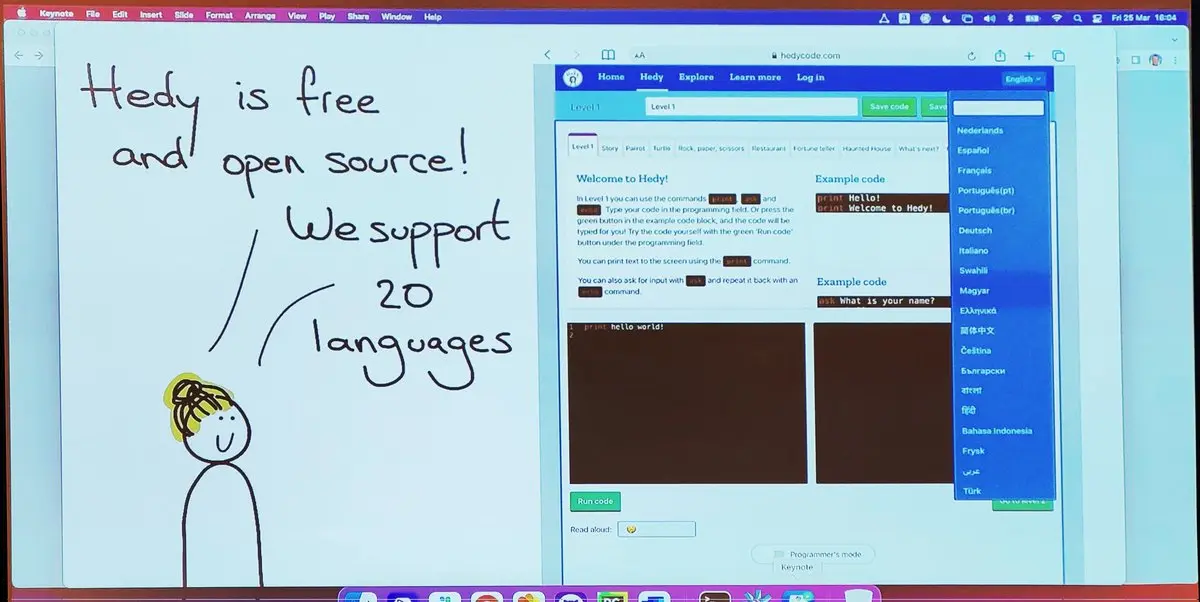 Keynote File Edit Insert Slide Format Arrange View Play Share Window Help Fri 25 Mar 16:04
Hedy is free
and open source!
We support
20
languages
AA hedycode.com
Home Hedy Explore Learn more Log in English
Level 1 Level 1 Save code Save
Level 1 Story Parrot Turtle Rock, paper, scissors Restaurant Fortune teller Haunted House What's next?
Welcome to Hedy!
In Level 1 you can use the commands print, ask and
echo. Type your code in the programming field. Or press the
green button in the example code block, and the code will be
typed for you! Try the code yourself with the green 'Run code'
button under the programming field.
You can print text to the screen using the print command.
You can also ask for input with ask and repeat it back with an
echo command.
Example code
print Hello!
print Welcome to Hedy!
Example code
ask What is your name?
1 print hello world!
2
Run code
Read aloud:
Programmer's mode
Keynote
Nederlands
Español
Français
Português(pt)
Português(br)
Deutsch
Italiano
Swahili
Magyar
Ελληνικά
简体中文
Čeština
Български
বাংলা
हिंदी
Bahasa Indonesia
Frysk
عربى
Türk
Go to level 2